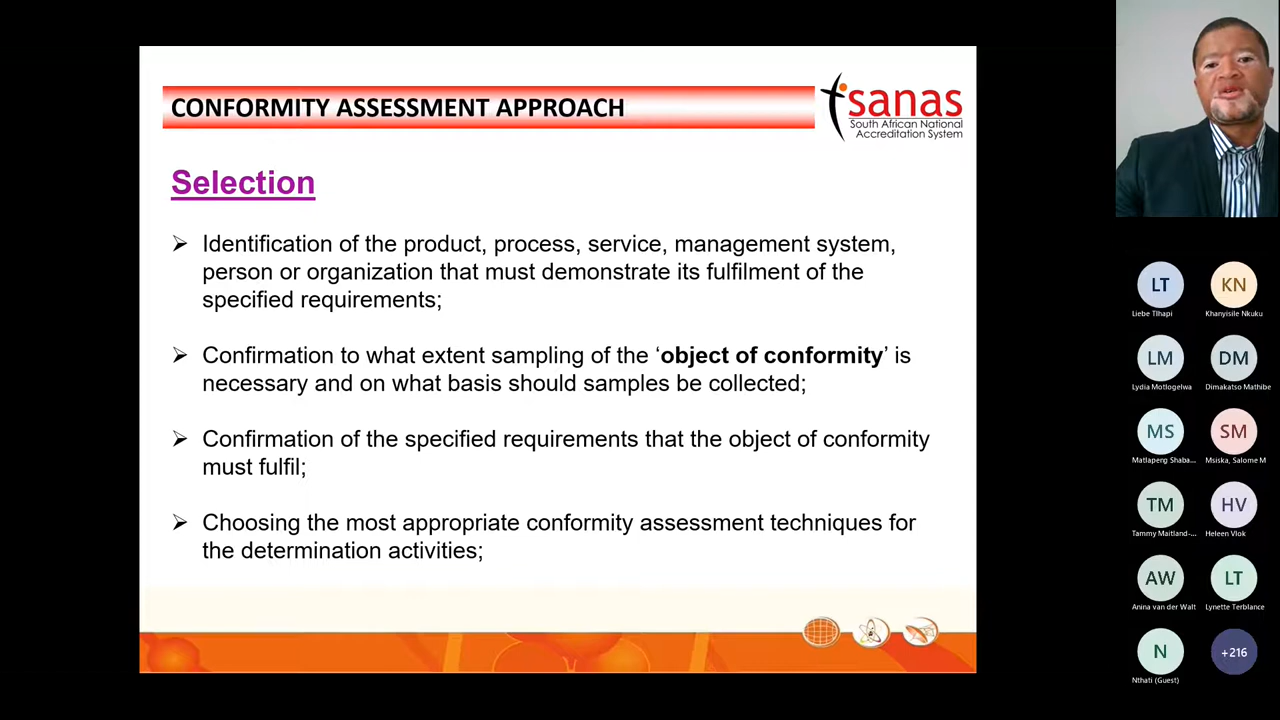 CONFORMITY ASSESSMENT APPROACH
sanas
South African National
Accreditation System
Selection
➢ Identification of the product, process, service, management system,
person or organization that must demonstrate its fulfilment of the
specified requirements;
➢ Confirmation to what extent sampling of the ‘object of conformity’ is
necessary and on what basis should samples be collected;
➢ Confirmation of the specified requirements that the object of conformity
must fulfil;
➢ Choosing the most appropriate conformity assessment techniques for
the determination activities;
LT
KN
Liebe Tlhapi
Khanyisile Nkuku
LM
DM
Lydia Motlogelwa
Dimakatso Mathibe
MS
SM
Matlapeng Shaba...
Msiska, Salome M
TM
HV
Tammy Maitland-...
Heleen Vlok
AW
LT
Anina van der Walt
Lynette Terblance
N
+216
Nthati (Guest)